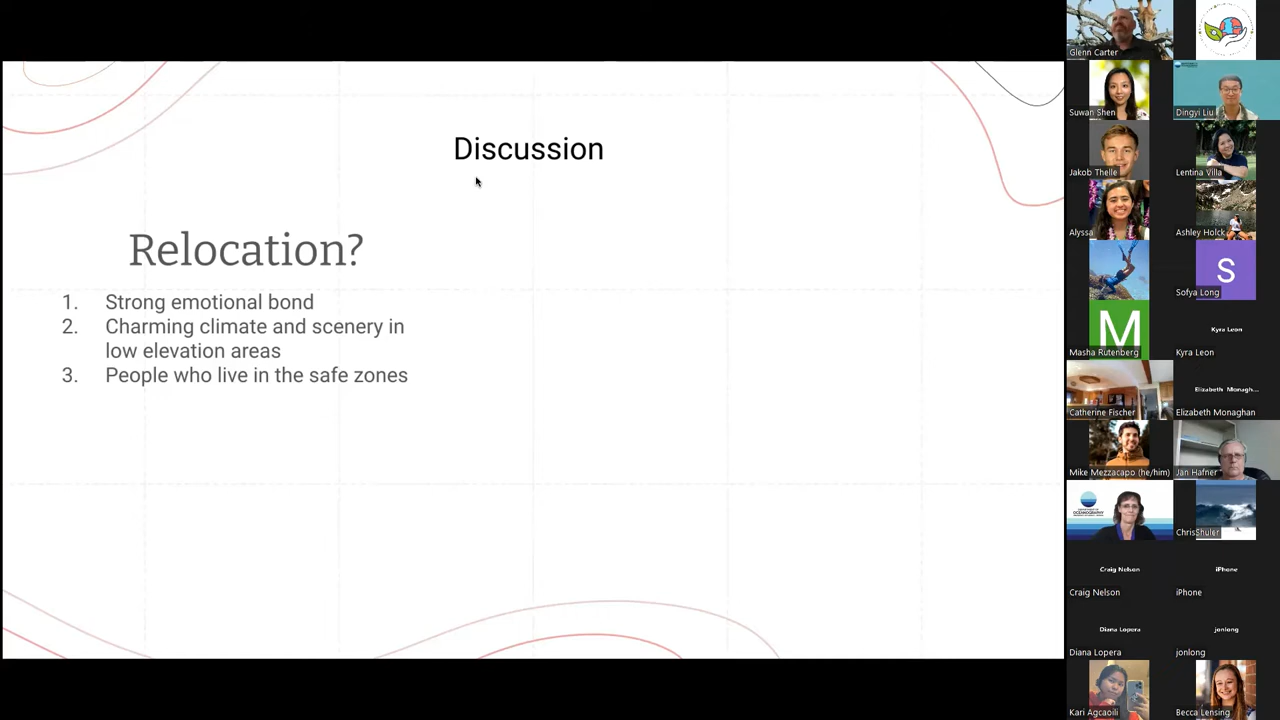 Discussion
Relocation?
1. Strong emotional bond
2. Charming climate and scenery in
low elevation areas
3. People who live in the safe zones
Glenn Carter
Suwan Shen
Dingyi Liu
Jakob Thelle
Lentina Villa
Alyssa
Ashley Holck
S
Sofya Long
M
Masha Rutenberg
Kyra Leon
Kyra Leon
Catherine Fischer
Elizabeth Monagh...
Elizabeth Monaghan
Mike Mezzacapo (he/him)
Jan Hafner
OCEANOGRAPHY
ChrisShuler
Craig Nelson
Craig Nelson
iPhone
iPhone
Diana Lopera
Diana Lopera
jonlong
jonlong
Kari Agcaoili
Becca Lensing